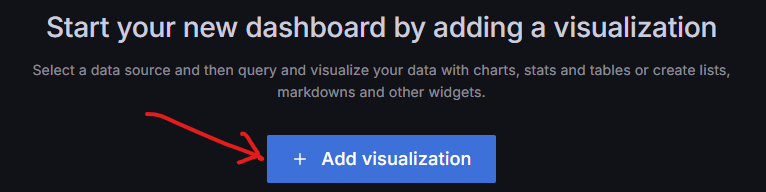 Start your new dashboard by adding a visualization
Select a data source and then query and visualize your data with charts, stats and tables or create lists,
markdowns and other widgets.
+ Add visualization